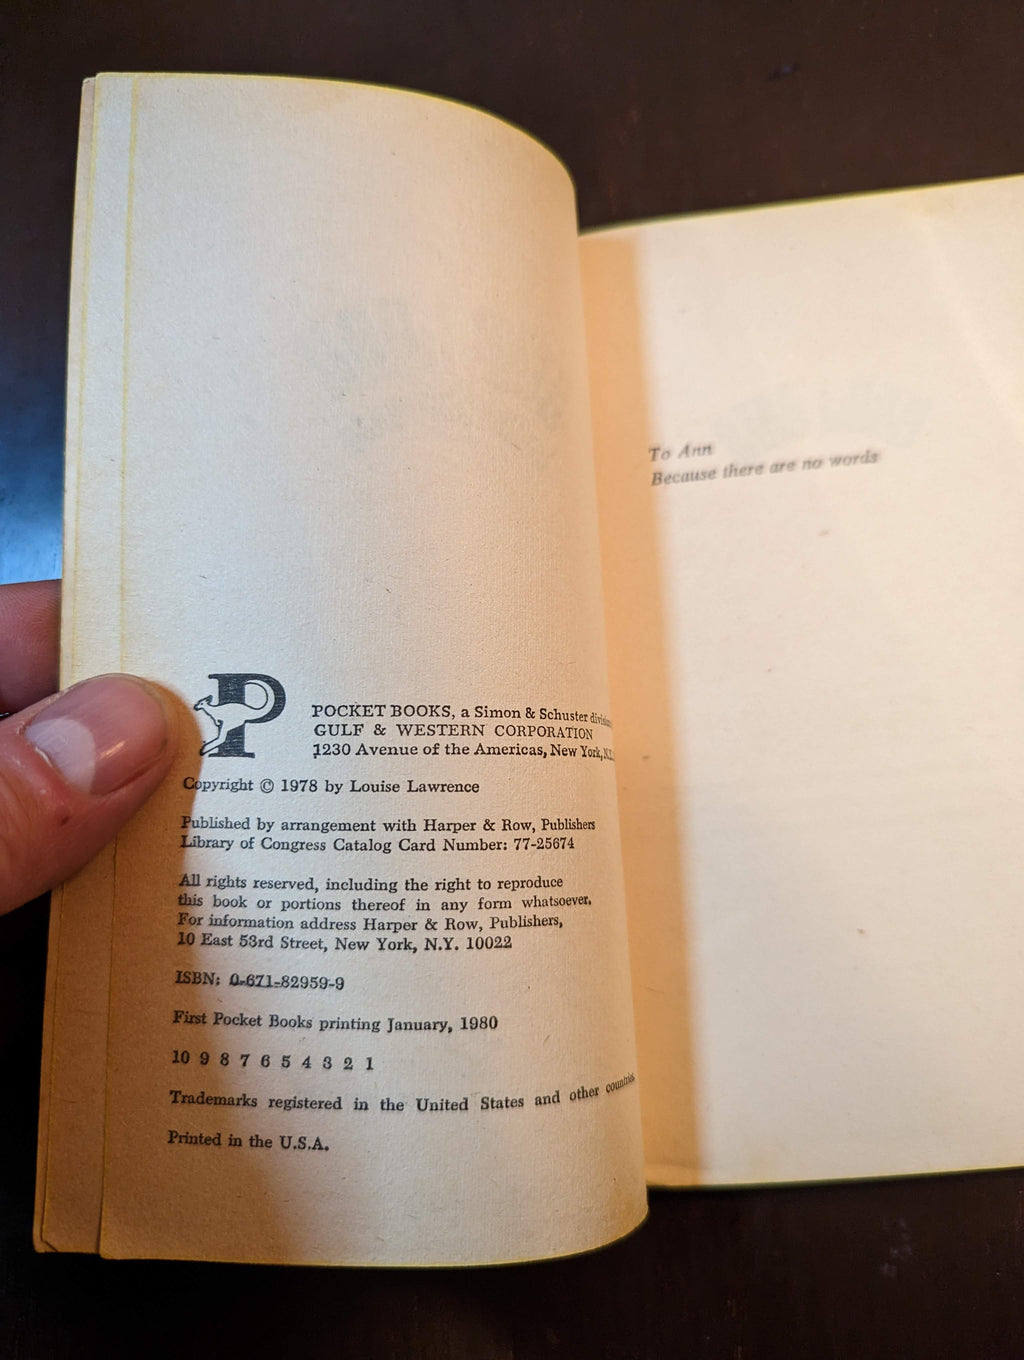 P
POCKET BOOKS, a Simon & Schuster division
GULF & WESTERN CORPORATION
1230 Avenue of the Americas, New York, N.Y.
Copyright © 1978 by Louise Lawrence
Published by arrangement with Harper & Row, Publishers
Library of Congress Catalog Card Number: 77-25674
All rights reserved, including the right to reproduce
this book or portions thereof in any form whatsoever.
For information address Harper & Row, Publishers,
10 East 53rd Street, New York, N.Y. 10022
ISBN: 0-671-82959-9
First Pocket Books printing January, 1980
10 9 8 7 6 5 4 3 2 1
Trademarks registered in the United States and other countries
Printed in the U.S.A.
To Ann
Because there are no words